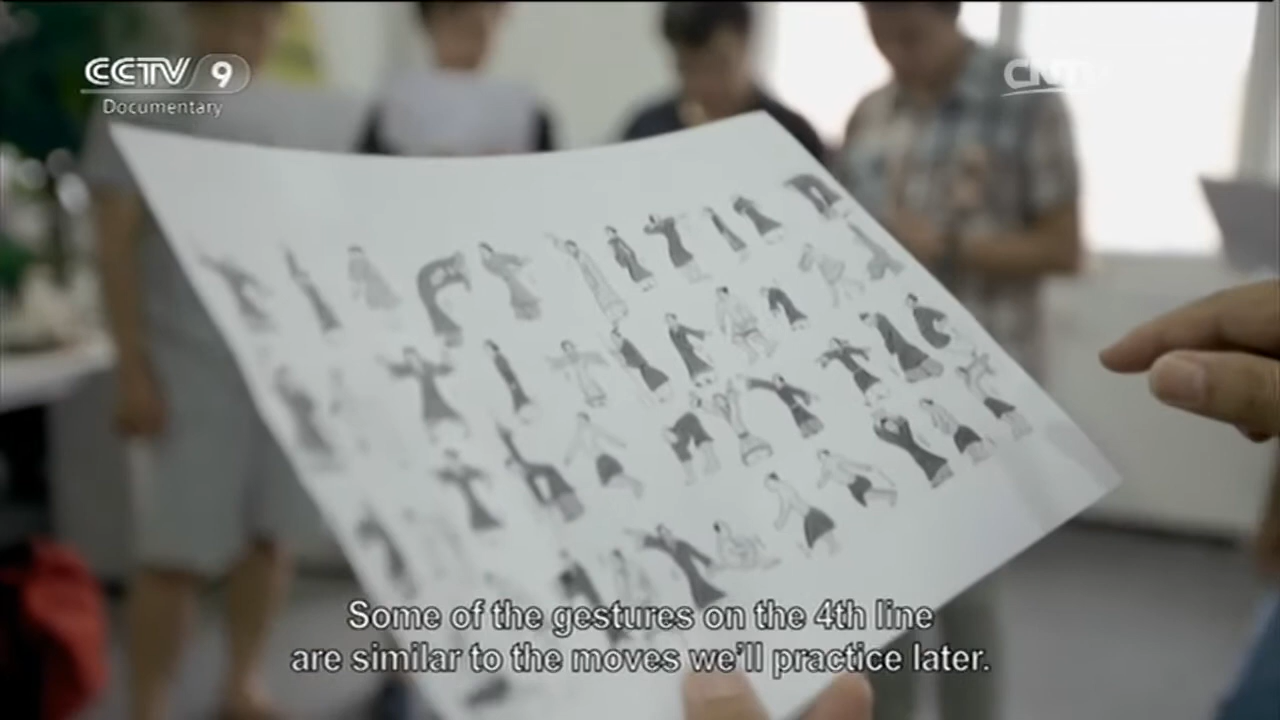 CCTV 9
CNTV
Documentary
Some of the gestures on the 4th line
are similar to the moves we'll practice later.